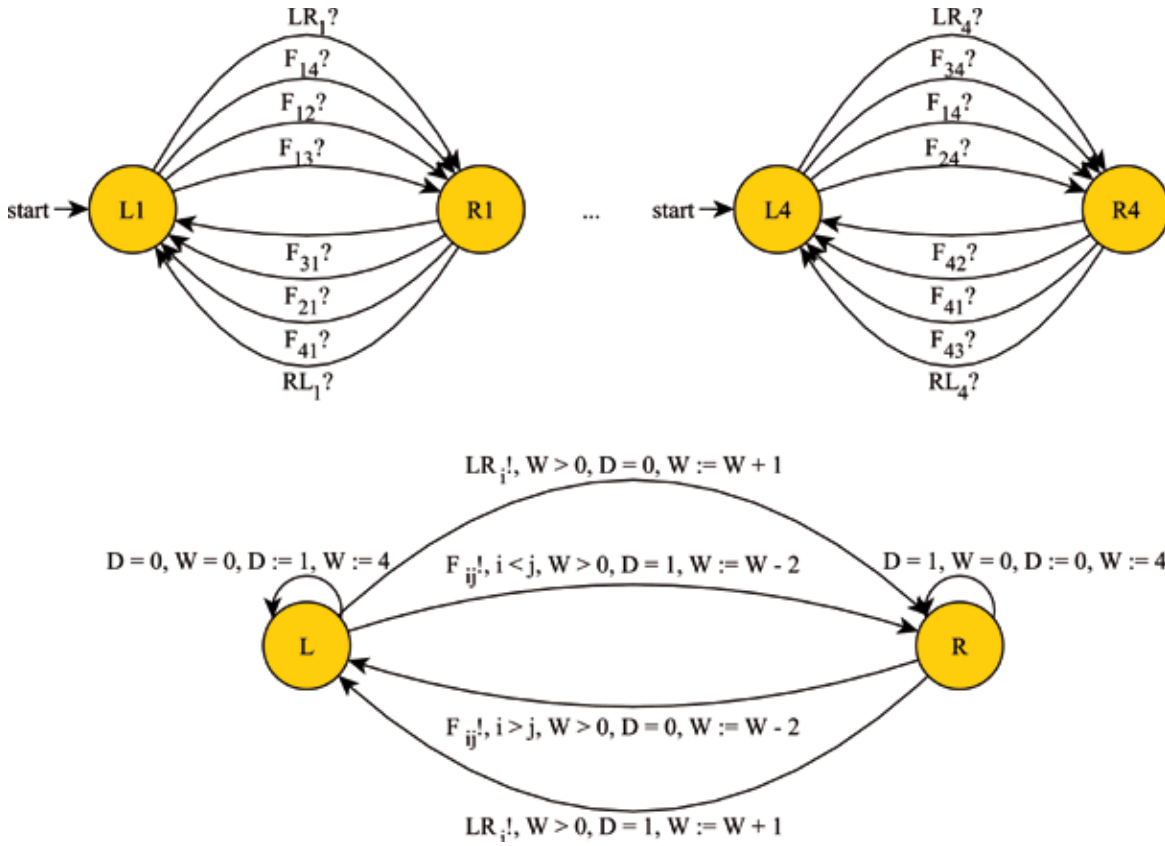 LR1? LR4?
F14? F34?
F12? F14?
F13? F24?
start L1 R1 ... start L4 R4
F31? F42?
F21? F41?
F41? F43?
RL1? RL4?
LRi!, W > 0, D = 0, W := W + 1
D = 0, W = 0, D := 1, W := 4 F ij!, i < j, W > 0, D = 1, W := W - 2 D = 1, W = 0, D := 0, W := 4
L R
F ij!, i > j, W > 0, D = 0, W := W - 2
LRi!, W > 0, D = 1, W := W + 1